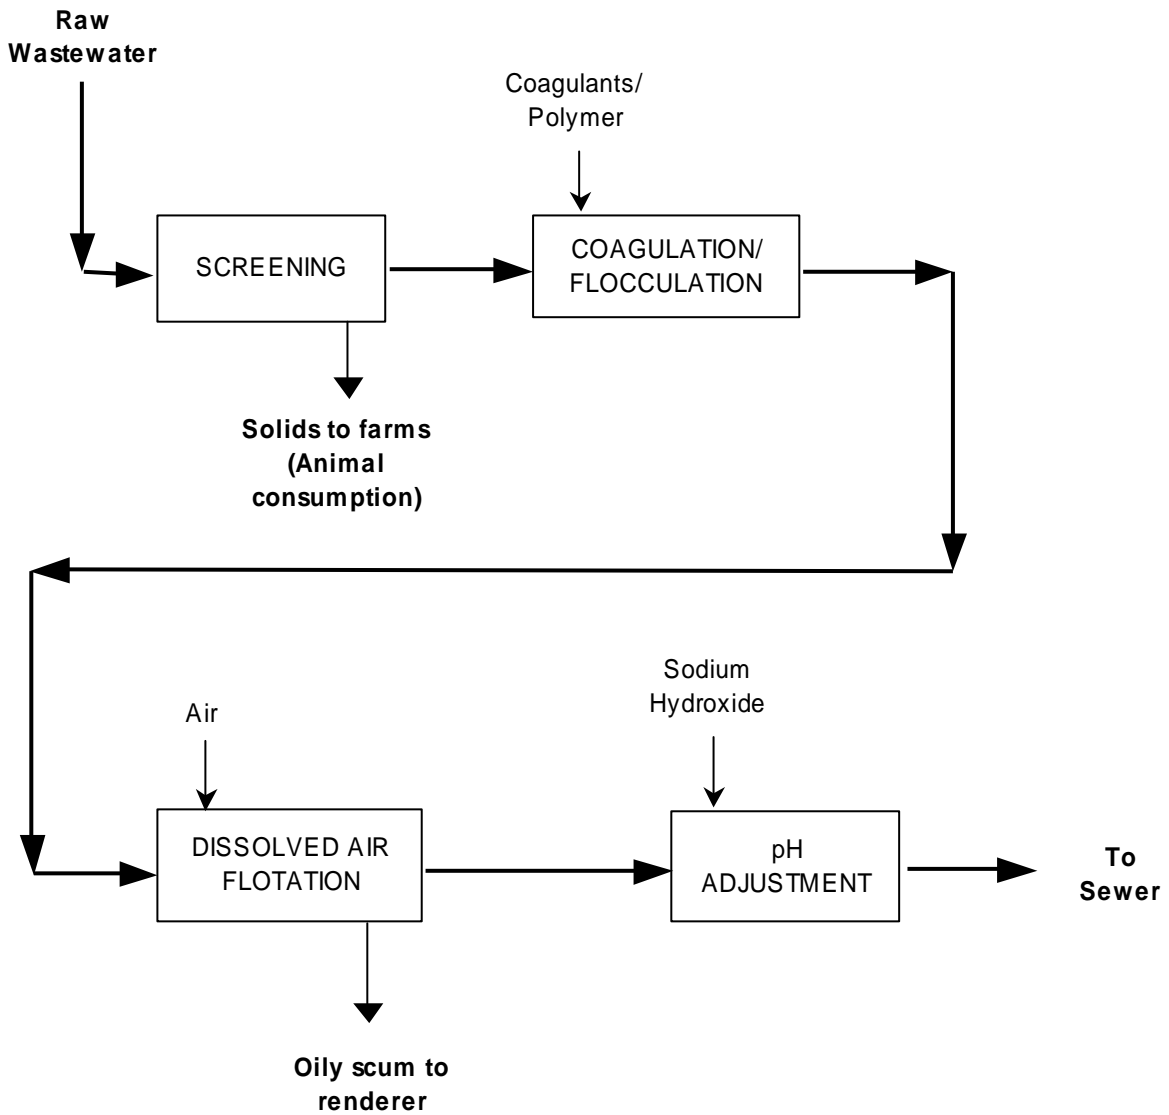 Raw
Wastewater
Coagulants/
Polymer
SCREENING
COAGULATION/
FLOCCULATION
Solids to farms
(Animal
consumption)
Sodium
Hydroxide
Air
DISSOLVED AIR
FLOTATION
pH
ADJUSTMENT
To
Sewer
Oily scum to
renderer